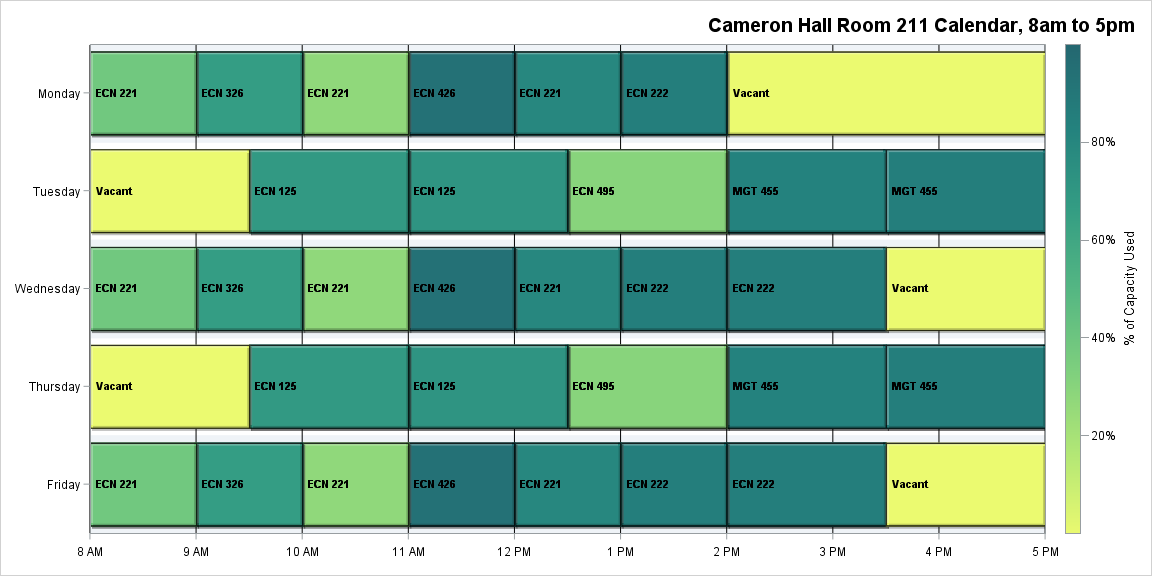 Cameron Hall Room 211 Calendar, 8am to 5pm
Monday ECN 221 ECN 326 ECN 221 ECN 426 ECN 221 ECN 222 Vacant
80%
Tuesday Vacant ECN 125 ECN 125 ECN 495 MGT 455 MGT 455
60%
% of Capacity Used
Wednesday ECN 221 ECN 326 ECN 221 ECN 426 ECN 221 ECN 222 ECN 222 Vacant
40%
Thursday Vacant ECN 125 ECN 125 ECN 495 MGT 455 MGT 455
20%
Friday ECN 221 ECN 326 ECN 221 ECN 426 ECN 221 ECN 222 ECN 222 Vacant
8 AM 9 AM 10 AM 11 AM 12 PM 1 PM 2 PM 3 PM 4 PM 5 PM